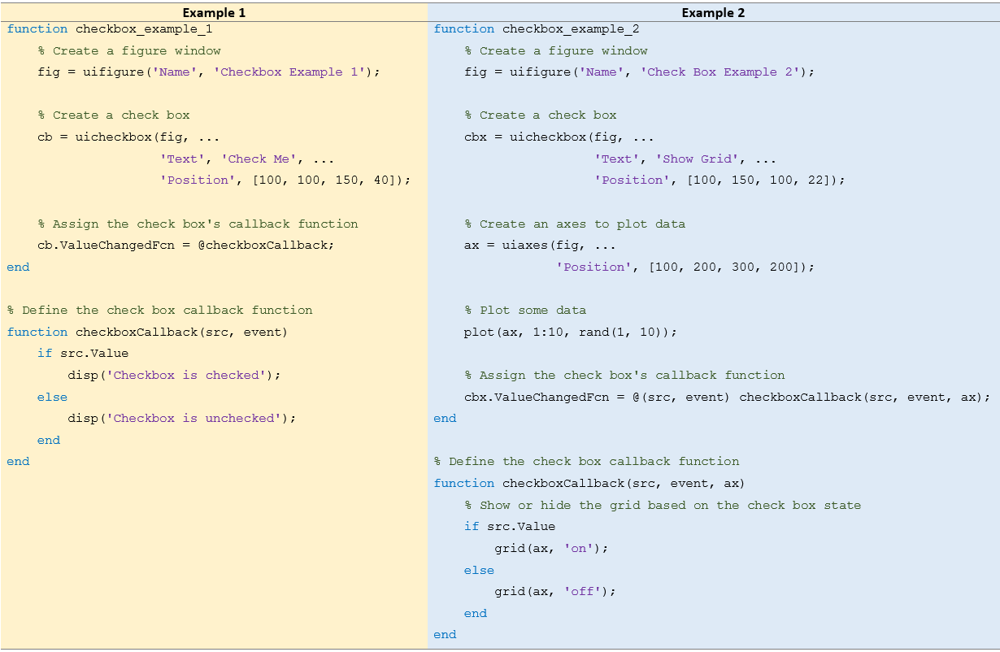 Example 1
function checkbox_example_1
% Create a figure window
fig = uifigure('Name', 'Checkbox Example 1');
% Create a check box
cb = uicheckbox(fig, ...
'Text', 'Check Me', ...
'Position', [100, 100, 150, 40]);
% Assign the check box's callback function
cb.ValueChangedFcn = @checkboxCallback;
end
% Define the check box callback function
function checkboxCallback(src, event)
if src.Value
disp('Checkbox is checked');
else
disp('Checkbox is unchecked');
end
end
Example 2
function checkbox_example_2
% Create a figure window
fig = uifigure('Name', 'Check Box Example 2');
% Create a check box
cbx = uicheckbox(fig, ...
'Text', 'Show Grid', ...
'Position', [100, 150, 100, 22]);
% Create an axes to plot data
ax = uiaxes(fig, ...
'Position', [100, 200, 300, 200]);
% Plot some data
plot(ax, 1:10, rand(1, 10));
% Assign the check box's callback function
cbx.ValueChangedFcn = @(src, event) checkboxCallback(src, event, ax);
end
% Define the check box callback function
function checkboxCallback(src, event, ax)
% Show or hide the grid based on the check box state
if src.Value
grid(ax, 'on');
else
grid(ax, 'off');
end
end